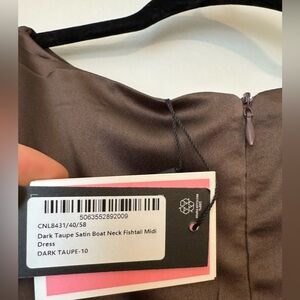 5063552892009
CNL8431/40/58
Dark Taupe Satin Boat Neck Fishtail Midi
Dress
DARK TAUPE-10